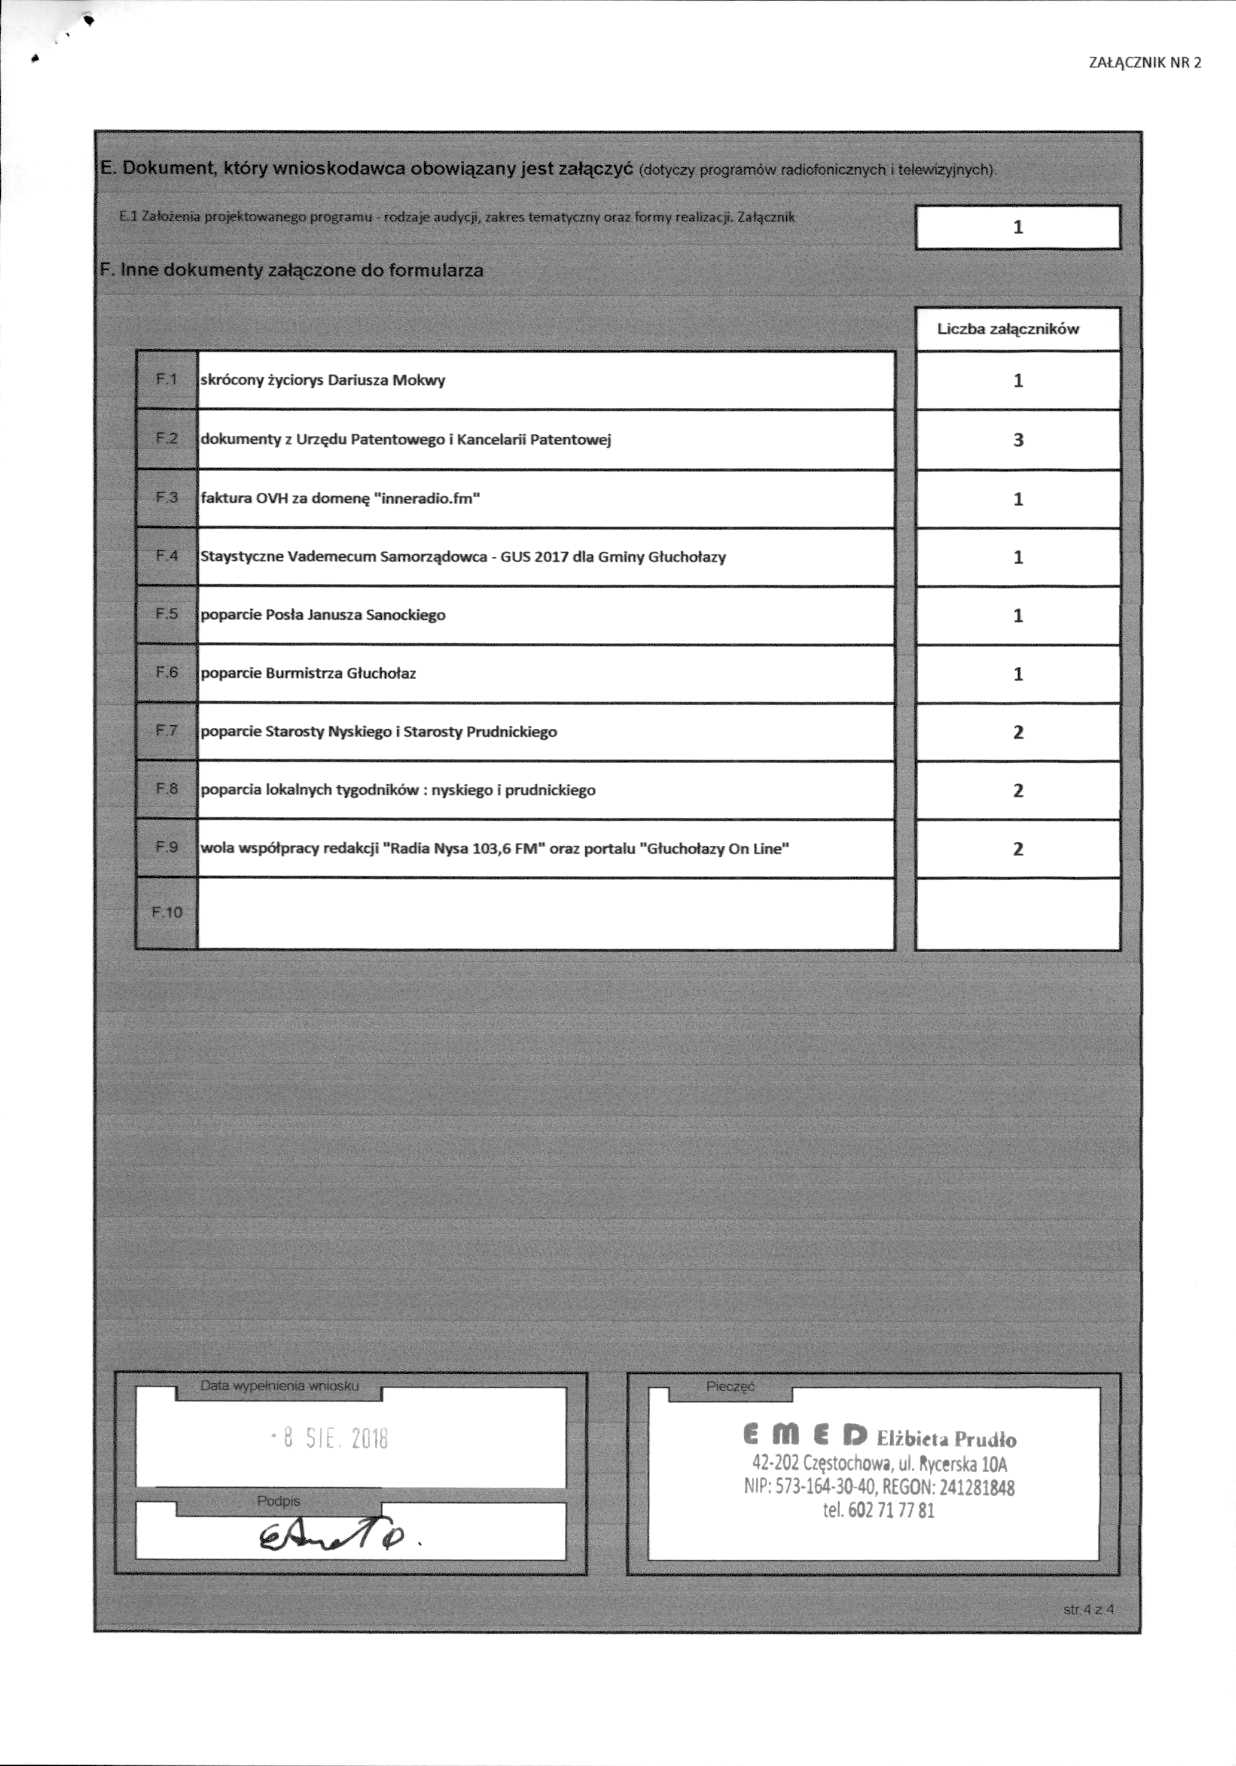 ZAŁĄCZNIK NR 2
E. Dokument, który wnioskodawca obowiązany jest załączyć (dotyczy programów radiofonicznych i telewizyjnych).
E.1 Założenia projektowanego programu - rodzaje audycji, zakres tematyczny oraz formy realizacji. Załącznik
1
F. Inne dokumenty załączone do formularza
Liczba załączników
F.1 skrócony życiorys Dariusza Mokwy 1
F.2 dokumenty z Urzędu Patentowego i Kancelarii Patentowej 3
F.3 faktura OVH za domenę "inneradio.fm" 1
F.4 Staystyczne Vademecum Samorządowca - GUS 2017 dla Gminy Głuchołazy 1
F.5 poparcie Posła Janusza Sanockiego 1
F.6 poparcie Burmistrza Głuchołaz 1
F.7 poparcie Starosty Nyskiego i Starosty Prudnickiego 2
F.8 poparcia lokalnych tygodników : nyskiego i prudnickiego 2
F.9 wola współpracy redakcji "Radia Nysa 103,6 FM" oraz portalu "Głuchołazy On Line" 2
F.10
Data wypełnienia wniosku
- 8 SIE. 2018
Podpis
Pieczęć
EMED Elżbieta Prudło
42-202 Częstochowa, ul. Rycerska 10A
NIP: 573-164-30-40, REGON: 241281848
tel. 602 71 77 81
str 4 z 4